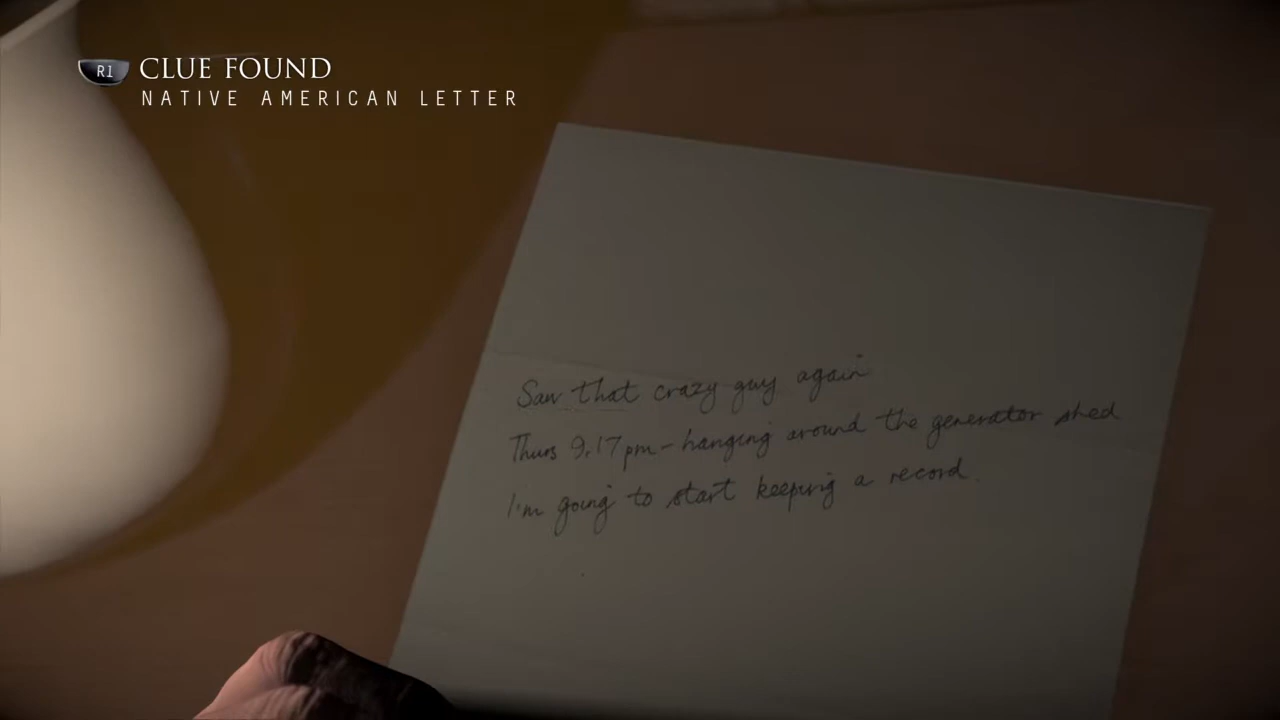 R1 CLUE FOUND
NATIVE AMERICAN LETTER
Saw that crazy guy again
Thurs 9.17pm - hanging around the generator shed
I'm going to start keeping a record.